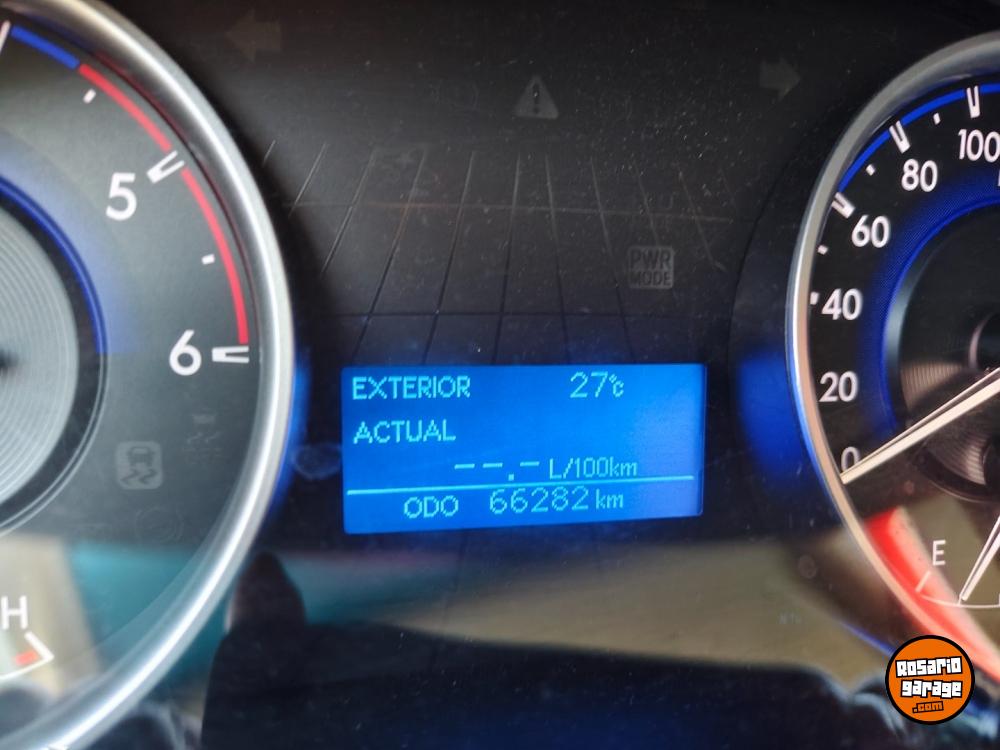 5
6
H
PWR
MODE
EXTERIOR 27°C
ACTUAL
--.- L/100km
ODO 66282 km
100
80
60
40
20
0
E
ROSARIO
garage
.com